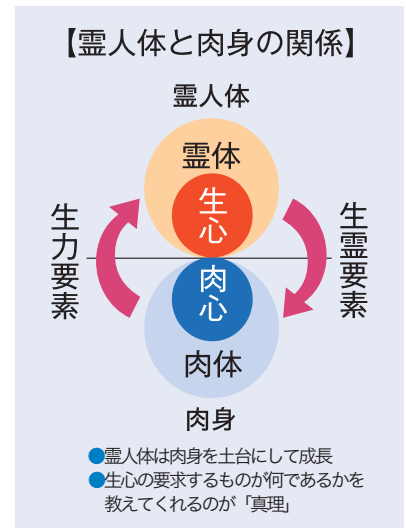 【霊人体と肉身の関係】
霊人体
霊体
生心
生力要素
生霊要素
肉心
肉体
肉身
●霊人体は肉身を土台にして成長
●生心の要求するものが何であるかを
教えてくれるのが「真理」